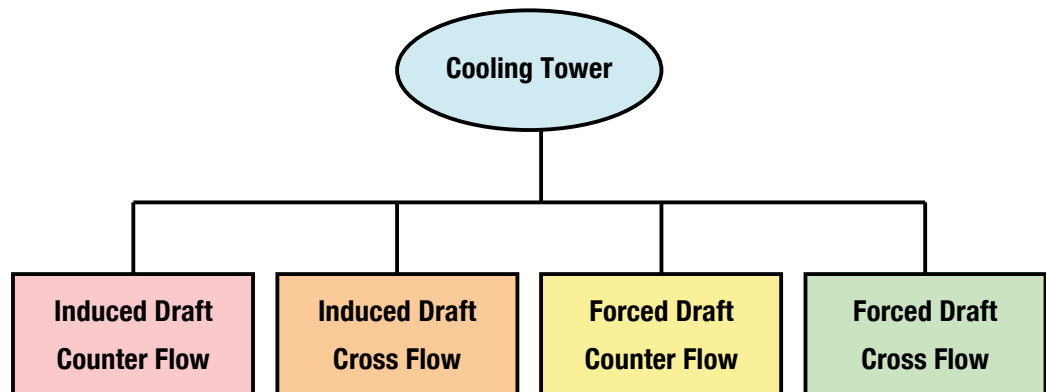 Cooling Tower
Induced Draft
Counter Flow
Induced Draft
Cross Flow
Forced Draft
Counter Flow
Forced Draft
Cross Flow